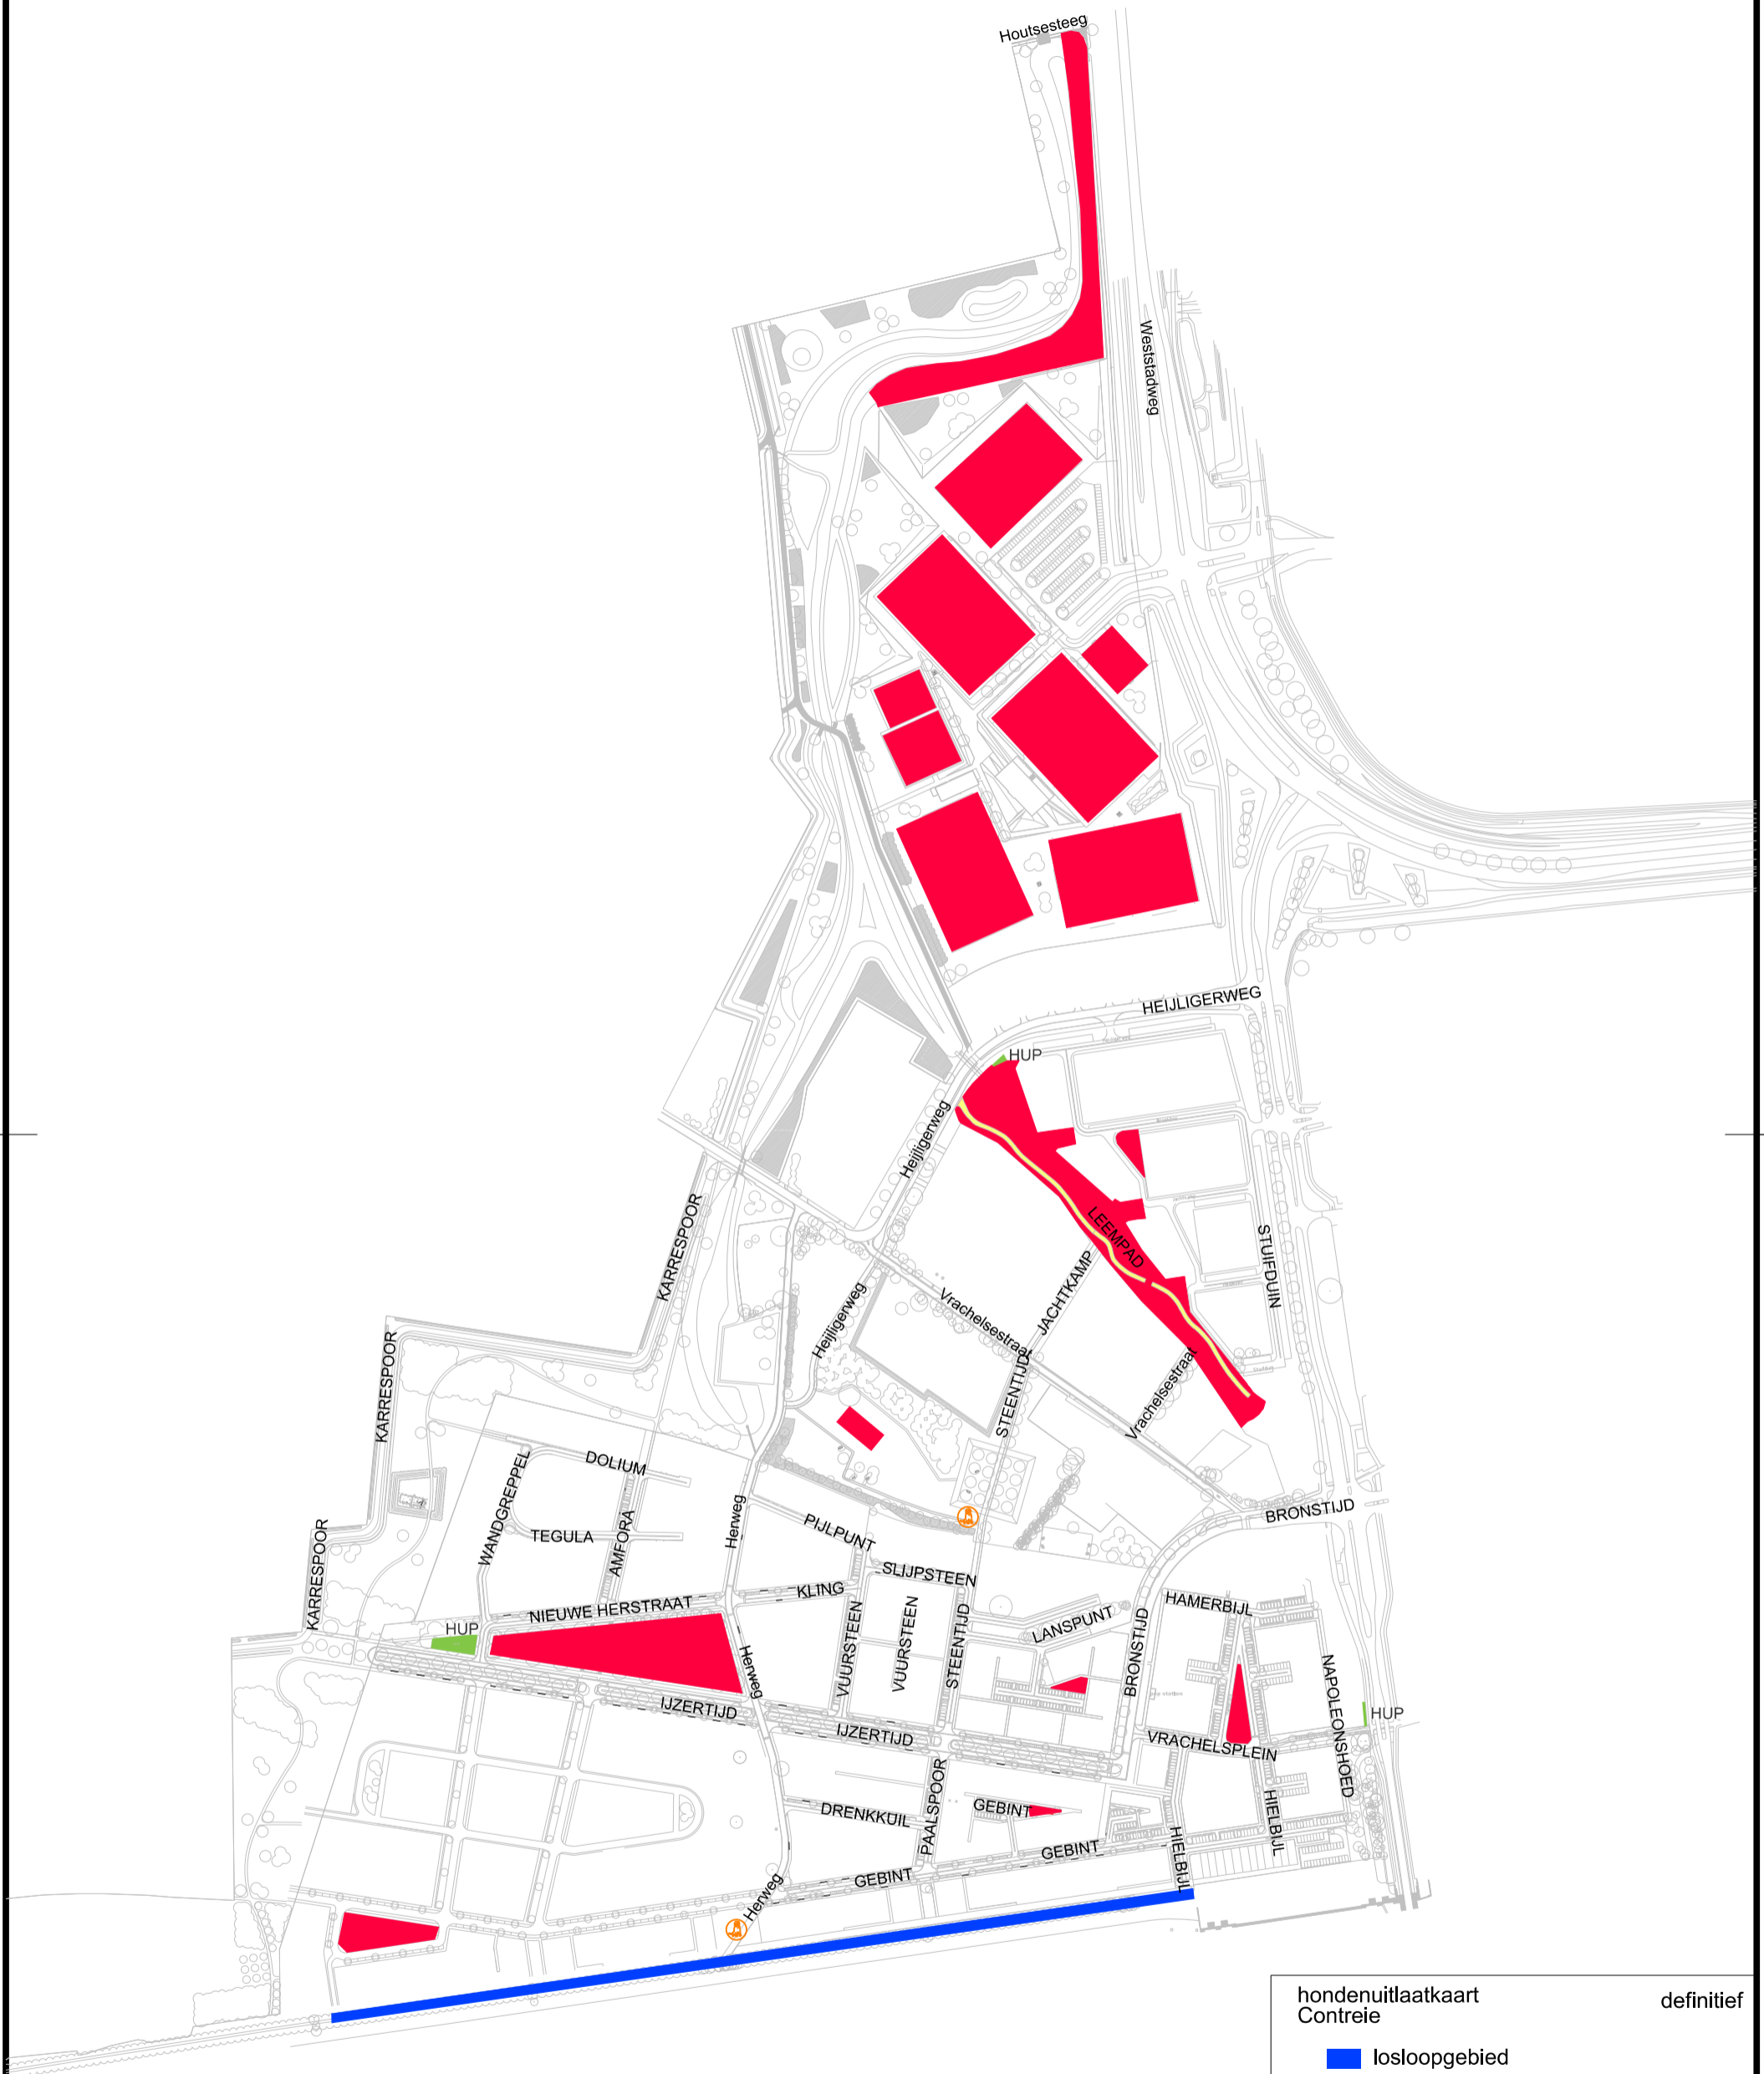 Houtsesteeg
Weststadweg
HEIJLIGERWEG
HUP
Heijligerweg
LEEMPAD
KARRESPOOR
STUIFDUIN
JACHTKAMP
Vrachelsestraat
Heijligerweg
STEENTIJD
Vrachelsestraat
KARRESPOOR
DOLIUM
WANDGREPPEL
BRONSTIJD
Herweg
PIJLPUNT
TEGULA
AMFORA
KARRESPOOR
SLIJPSTEEN
KLING
HAMERBIJL
NIEUWE HERSTRAAT
LANSPUNT
HUP
VUURSTEEN
VUURSTEEN
STEENTIJD
BRONSTIJD
Herweg
NAPOLEONSHOED
IJZERTIJD
HUP
IJZERTIJD
VRACHELSPLEIN
PAALSPOOR
GEBINT
DRENKKUIL
HIELBIJL
GEBINT
HIELBIJL
GEBINT
Herweg
hondenuitlaatkaart definitief
Contreie
losloopgebied